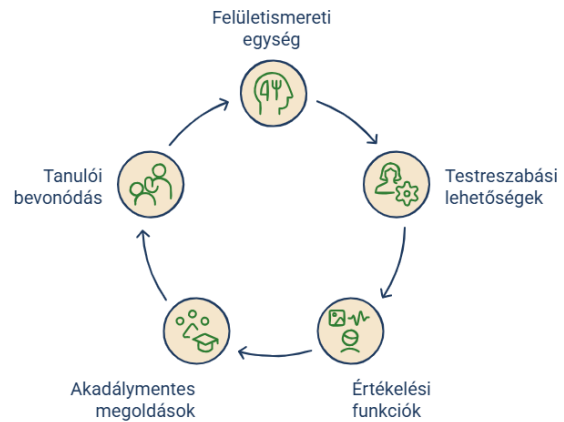 Felületismereti
egység
Testreszabási
lehetőségek
Értékelési
funkciók
Akadálymentes
megoldások
Tanulói
bevonódás